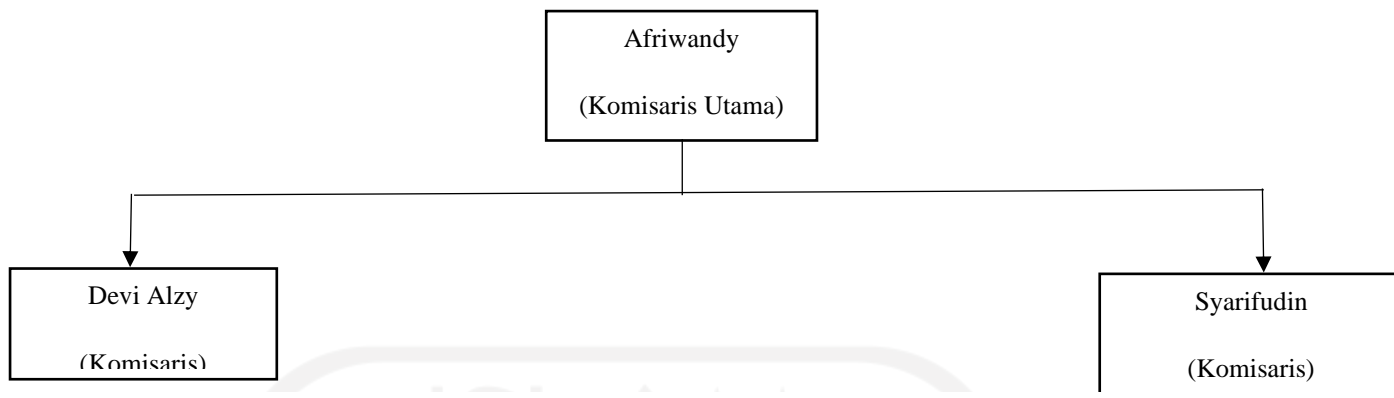 Afriwandy
(Komisaris Utama)
Devi Alzy
(Komisaris)
Syarifudin
(Komisaris)